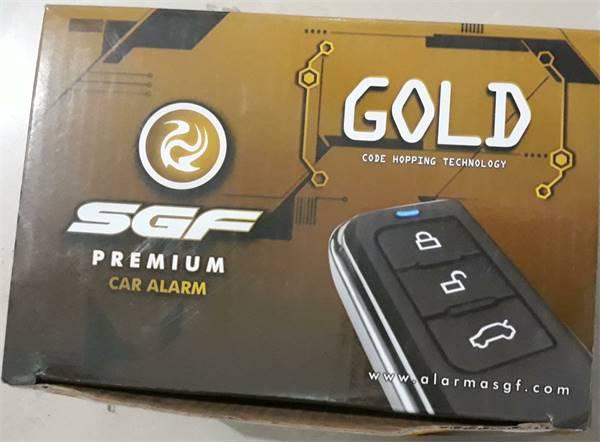 GOLD
CODE HOPPING TECHNOLOGY
SGF
PREMIUM
CAR ALARM
www.alarmasgf.com